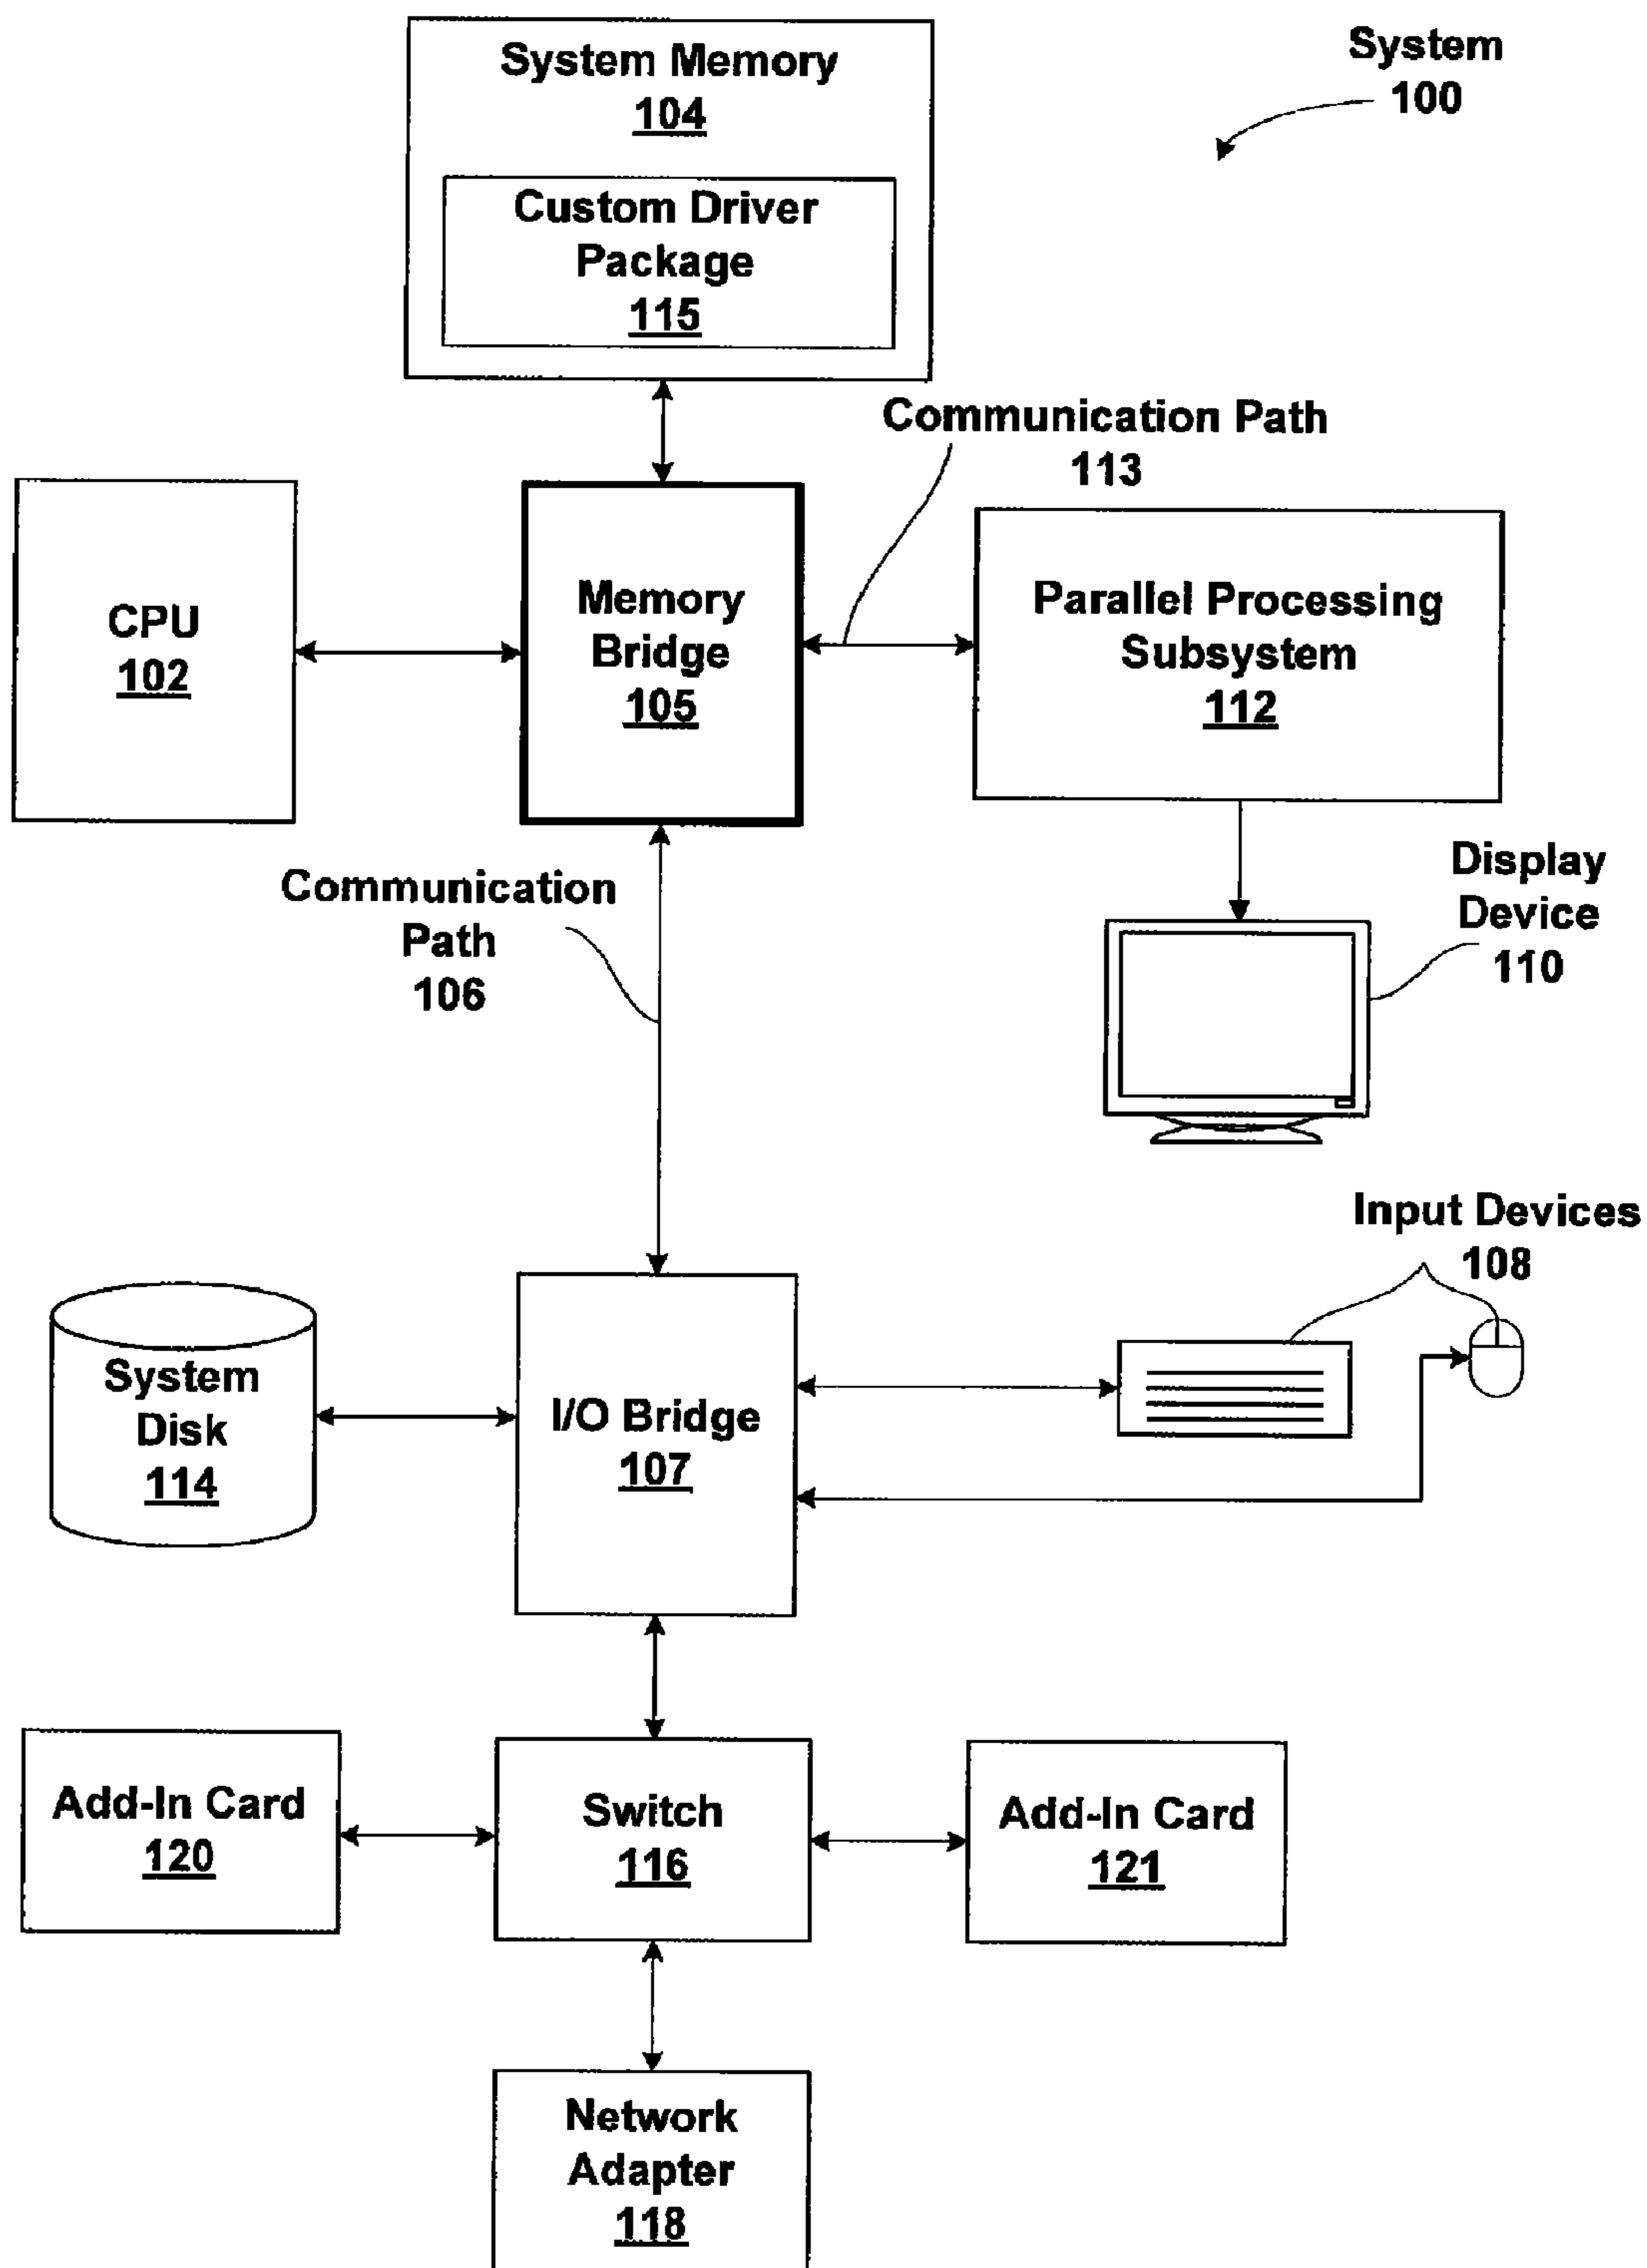 System Memory
104
System
100
Custom Driver
Package
115
Communication Path
113
CPU
102
Memory
Bridge
105
Parallel Processing
Subsystem
112
Communication
Path
106
Display
Device
110
Input Devices
108
System
Disk
114
I/O Bridge
107
Add-In Card
120
Switch
116
Add-In Card
121
Network
Adapter
118